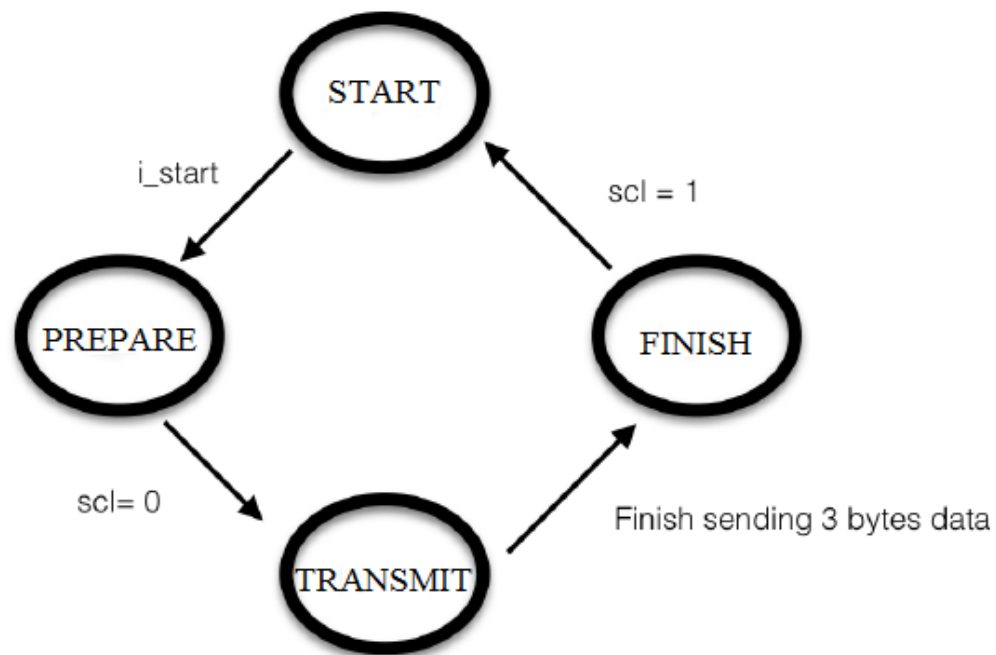 START
i_start
scl = 1
PREPARE
FINISH
scl= 0
Finish sending 3 bytes data
TRANSMIT